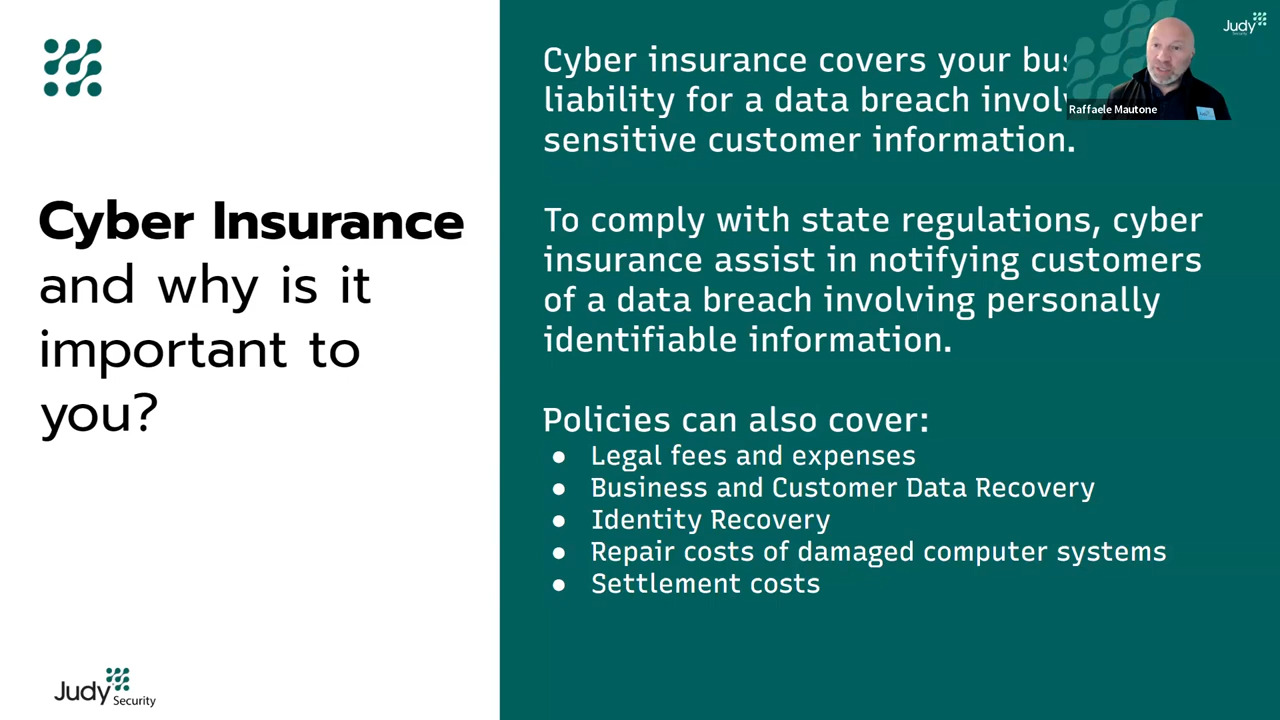 Cyber Insurance
and why is it
important to
you?
Judy
Security
Cyber insurance covers your
liability for a data breach
sensitive customer information.
To comply with state regulations, cyber
insurance assist in notifying customers
of a data breach involving personally
identifiable information.
Policies can also cover:
● Legal fees and expenses
● Business and Customer Data Recovery
● Identity Recovery
● Repair costs of damaged computer systems
● Settlement costs
Raffaele Mautone
Judy
Security